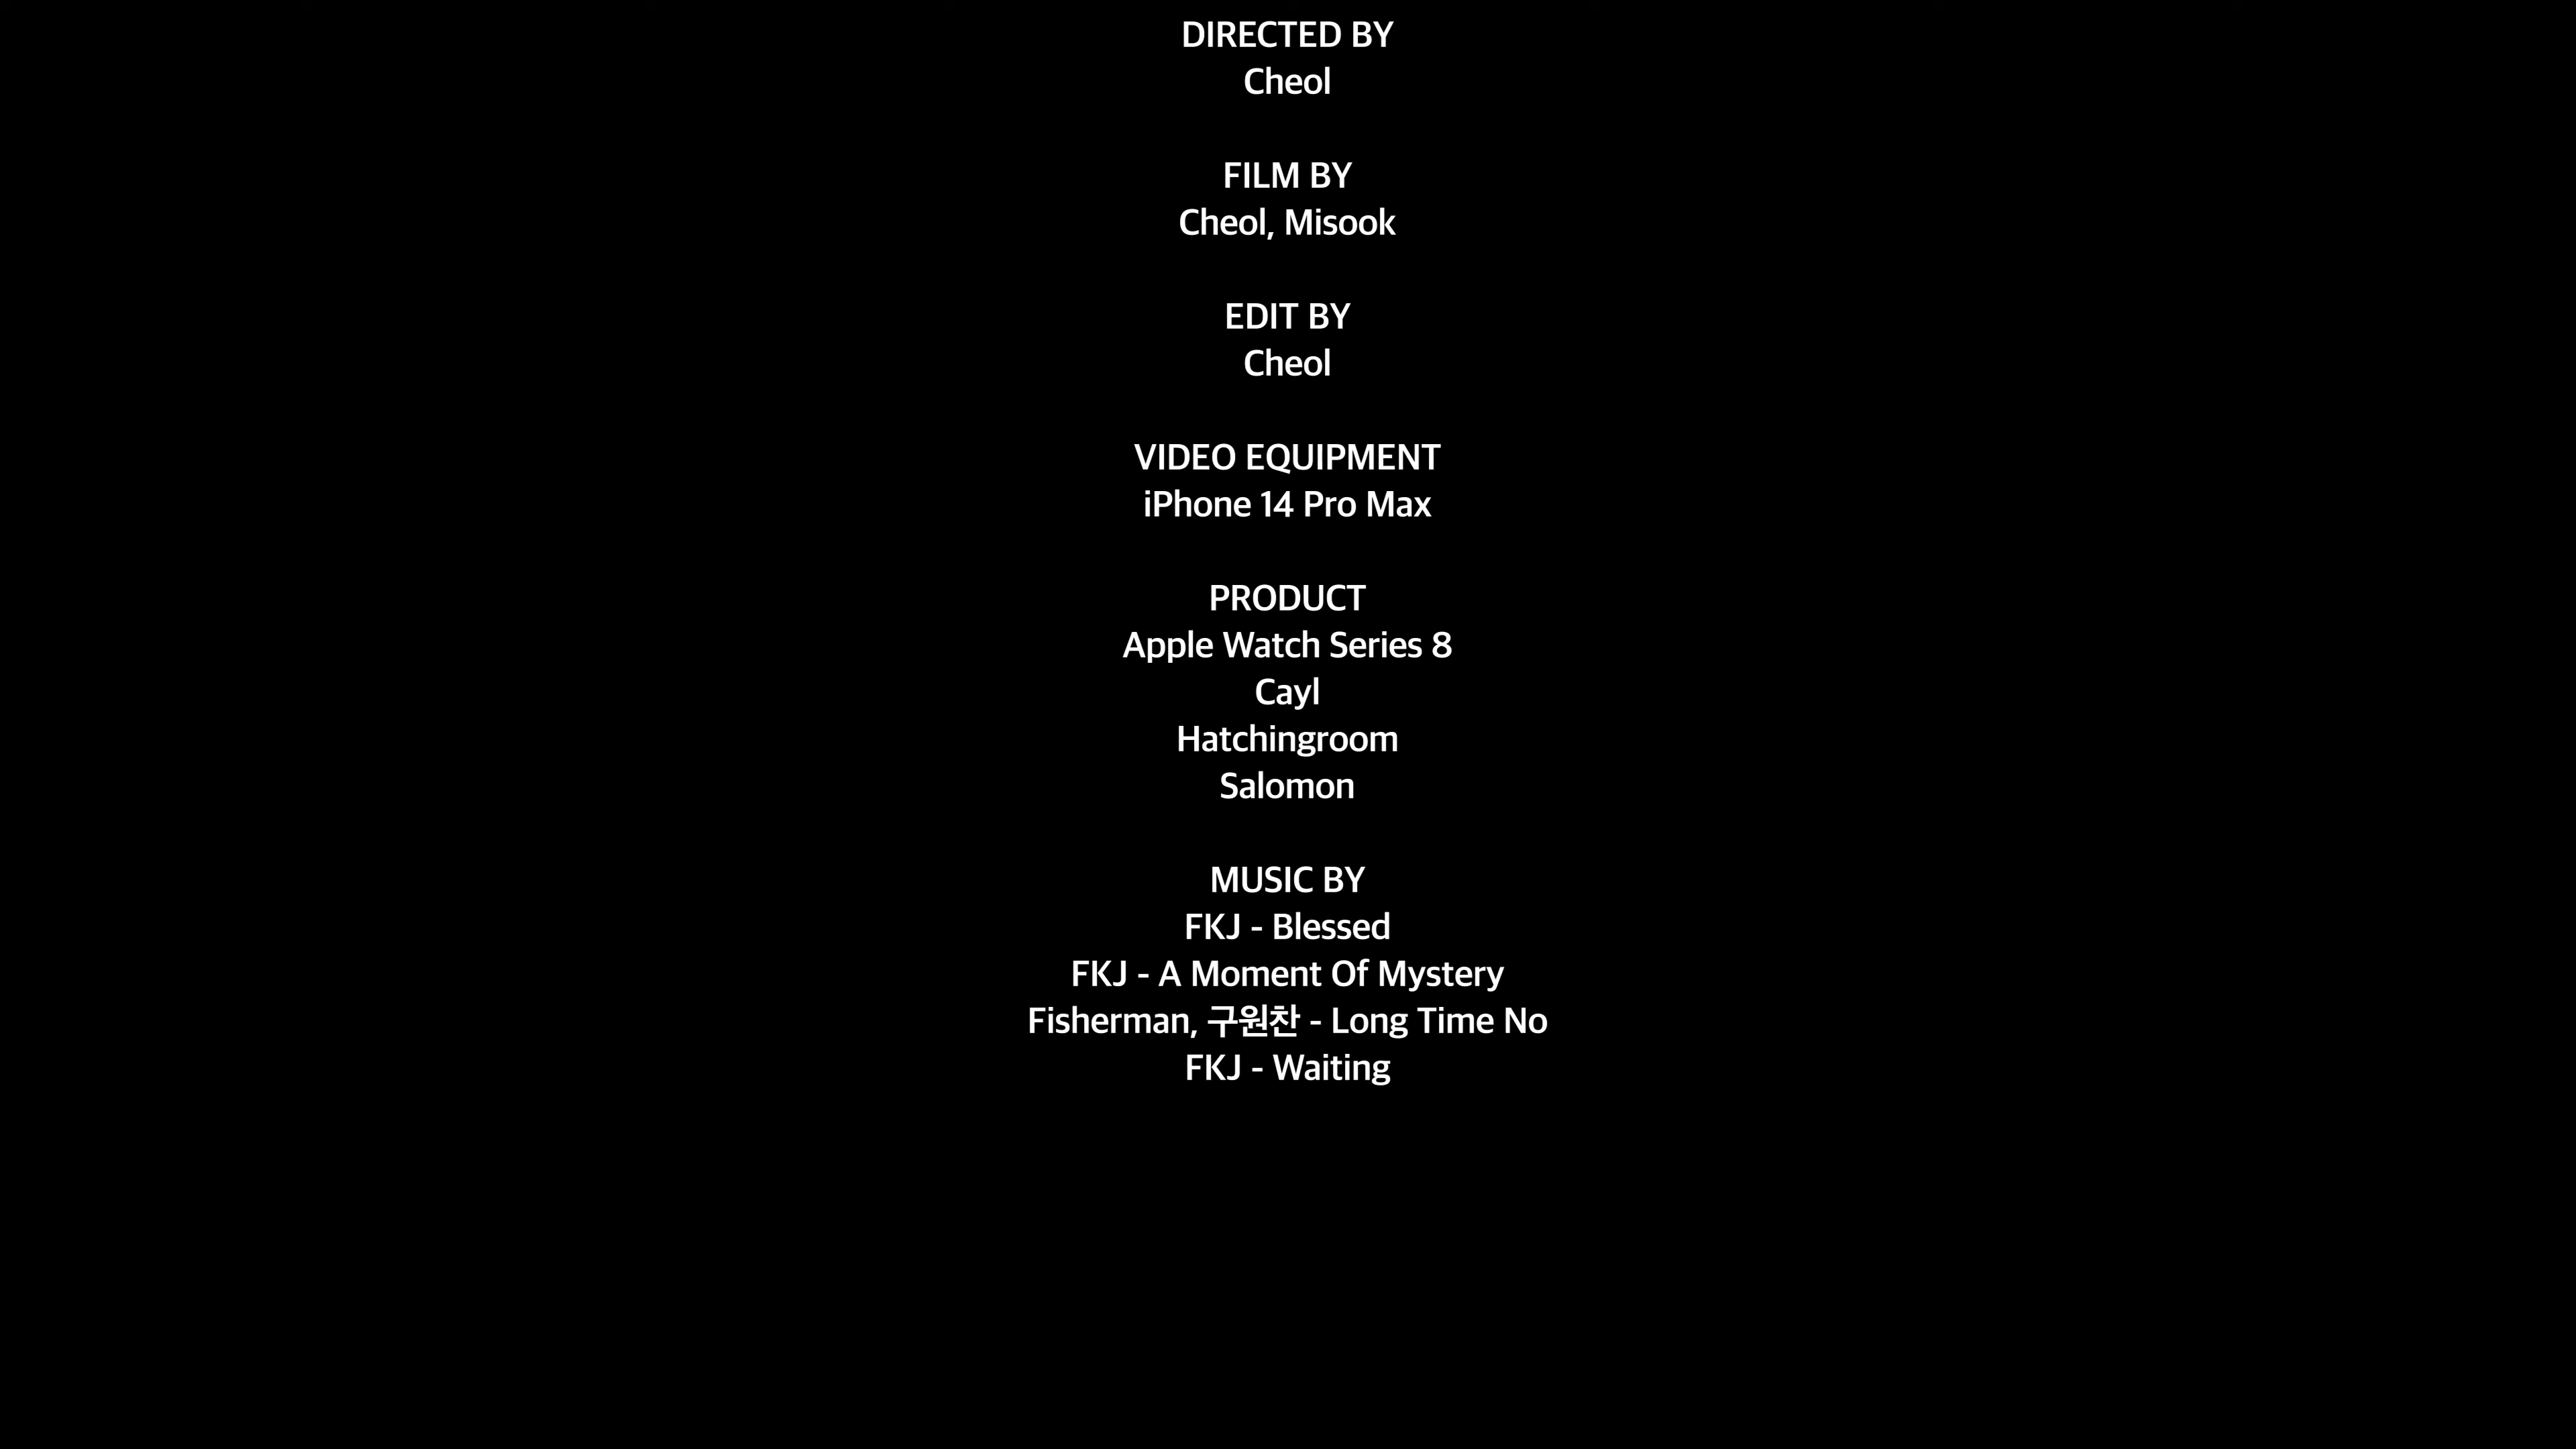 DIRECTED BY
Cheol
FILM BY
Cheol, Misook
EDIT BY
Cheol
VIDEO EQUIPMENT
iPhone 14 Pro Max
PRODUCT
Apple Watch Series 8
Cayl
Hatchingroom
Salomon
MUSIC BY
FKJ - Blessed
FKJ - A Moment Of Mystery
Fisherman, 구원찬 - Long Time No
FKJ - Waiting